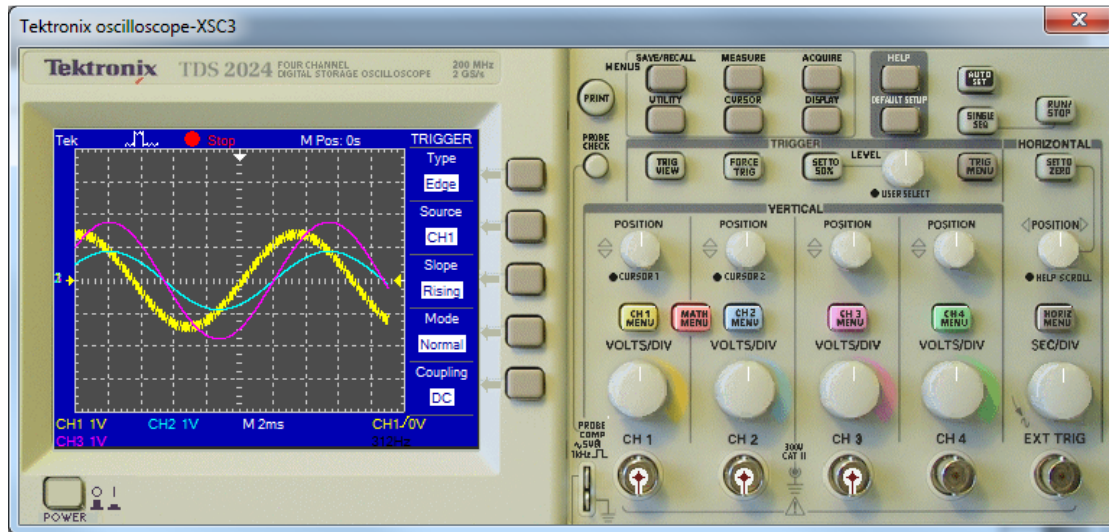 Tektronix oscilloscope-XSC3
Tektronix TDS 2024 FOUR CHANNEL DIGITAL STORAGE OSCILLOSCOPE 200 MHz 2 GS/s
Tek Stop M Pos: 0s TRIGGER
Type
Edge
Source
CH1
Slope
Rising
Mode
Normal
Coupling
DC
CH1 1V CH2 1V M 2ms CH1 0V
CH3 1V 312Hz
POWER
MENUS
SAVE/RECALL MEASURE ACQUIRE HELP
AUTO SET
PRINT
UTILITY CURSOR DISPLAY DEFAULT SETUP
SINGLE SEQ
RUN/STOP
PROBE CHECK
TRIGGER
HORIZONTAL
TRIG VIEW
FORCE TRIG
SET TO 50%
LEVEL
USER SELECT
TRIG MENU
SET TO ZERO
VERTICAL
POSITION POSITION POSITION POSITION POSITION
CURSOR 1 CURSOR 2 HELP SCROLL
CH 1 MENU
MATH MENU
CH 2 MENU
CH 3 MENU
CH 4 MENU
HORIZ MENU
VOLTS/DIV VOLTS/DIV VOLTS/DIV VOLTS/DIV SEC/DIV
PROBE COMP
5V
1kHz
CH 1 CH 2 CH 3 CH 4 EXT TRIG
300V
CAT II